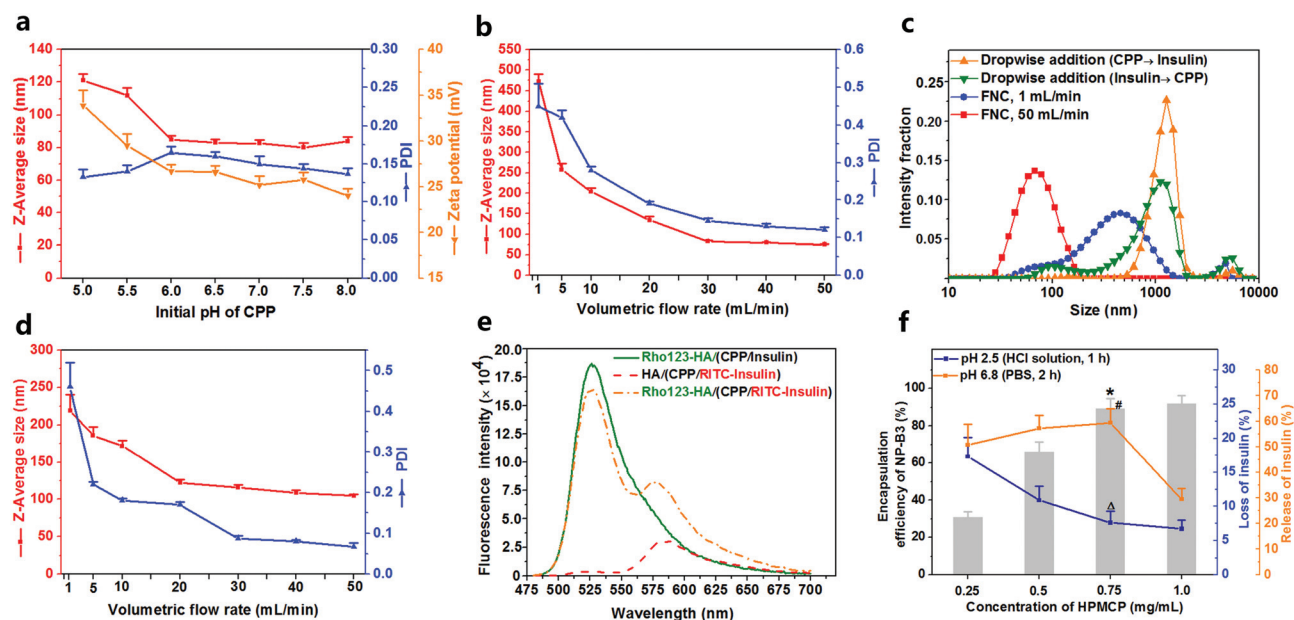 a
140
120
100
80
60
40
20
0
Z-Average size (nm)
0.30
0.25
0.20
0.15
0.10
0.05
0.00
PDI
40
35
30
25
20
15
Zeta potential (mV)
5.0 5.5 6.0 6.5 7.0 7.5 8.0
Initial pH of CPP
b
550
500
450
400
350
300
250
200
150
100
75
50
25
0
Z-Average size (nm)
0.6
0.5
0.4
0.3
0.2
0.1
0.0
PDI
1 5 10 20 30 40 50
Volumetric flow rate (mL/min)
c
Dropwise addition (CPP→ Insulin)
Dropwise addition (Insulin→ CPP)
FNC, 1 mL/min
FNC, 50 mL/min
0.25
0.20
0.15
0.10
0.05
Intensity fraction
10 100 1000 10000
Size (nm)
d
300
250
200
150
100
50
0
Z-Average size (nm)
0.5
0.4
0.3
0.2
0.1
0.0
PDI
1 5 10 20 30 40 50
Volumetric flow rate (mL/min)
e
Rho123-HA/(CPP/Insulin)
HA/(CPP/RITC-Insulin)
Rho123-HA/(CPP/RITC-Insulin)
20.0
17.5
15.0
12.5
10.0
7.5
5.0
2.5
0
Fluorescence intensity (× 10⁴)
475 500 525 550 575 600 625 650 675 700
Wavelength (nm)
f
pH 2.5 (HCl solution, 1 h)
pH 6.8 (PBS, 2 h)
100
80
60
40
20
0
Encapsulation
efficiency of NP-B3 (%)
*
#
Δ
30
25
20
15
10
5
0
Loss of insulin (%)
80
70
60
50
40
30
20
10
0
Release of insulin (%)
0.25 0.5 0.75 1.0
Concentration of HPMCP (mg/mL)